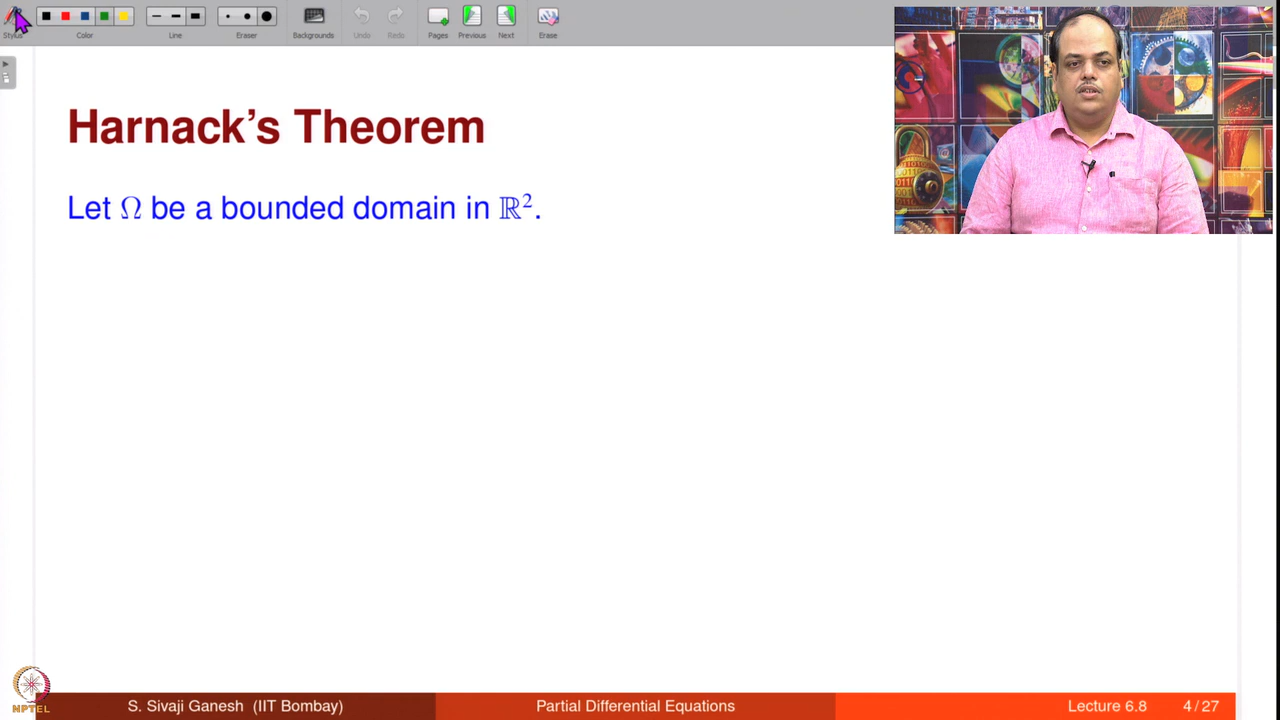 Stylus Color Line Eraser Backgrounds Undo Redo Pages Previous Next Erase
Harnack's Theorem
Let Ω be a bounded domain in ℝ².
NPTEL
S. Sivaji Ganesh (IIT Bombay) Partial Differential Equations Lecture 6.8 4/27